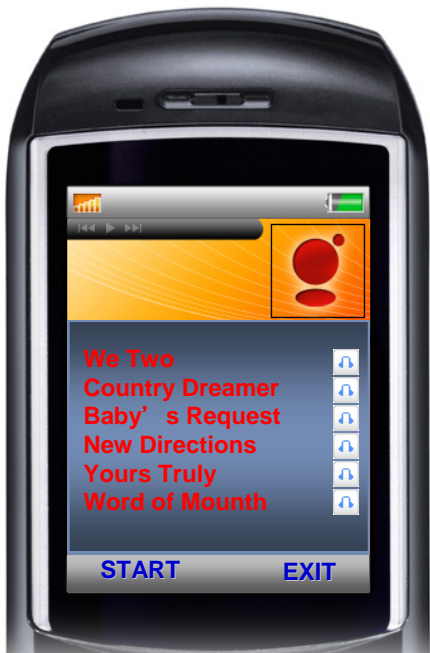 We Two
Country Dreamer
Baby’s Request
New Directions
Yours Truly
Word of Mounth
START
EXIT